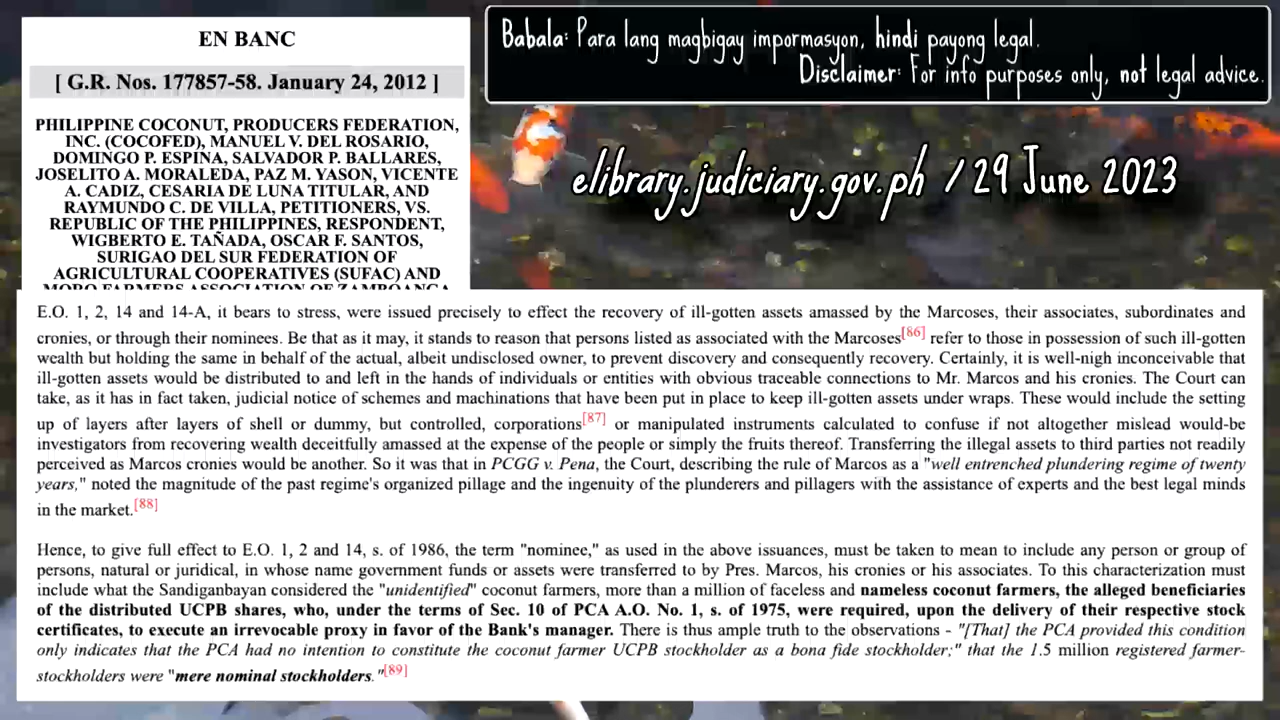 EN BANC
[ G.R. Nos. 177857-58. January 24, 2012 ]
PHILIPPINE COCONUT, PRODUCERS FEDERATION,
INC. (COCOFED), MANUEL V. DEL ROSARIO,
DOMINGO P. ESPINA, SALVADOR P. BALLARES,
JOSELITO A. MORALEDA, PAZ M. YASON, VICENTE
A. CADIZ, CESARIA DE LUNA TITULAR, AND
RAYMUNDO C. DE VILLA, PETITIONERS, VS.
REPUBLIC OF THE PHILIPPINES, RESPONDENT,
WIGBERTO E. TAÑADA, OSCAR F. SANTOS,
SURIGAO DEL SUR FEDERATION OF
AGRICULTURAL COOPERATIVES (SUFAC) AND
MORO FARMERS ASSOCIATION OF ZAMBOANGA
Babala: Para lang magbigay impormasyon, hindi payong legal.
Disclaimer: For info purposes only, not legal advice.
elibrary.judiciary.gov.ph / 29 June 2023
E.O. 1, 2, 14 and 14-A, it bears to stress, were issued precisely to effect the recovery of ill-gotten assets amassed by the Marcoses, their associates, subordinates and
cronies, or through their nominees. Be that as it may, it stands to reason that persons listed as associated with the Marcoses[86] refer to those in possession of such ill-gotten
wealth but holding the same in behalf of the actual, albeit undisclosed owner, to prevent discovery and consequently recovery. Certainly, it is well-nigh inconceivable that
ill-gotten assets would be distributed to and left in the hands of individuals or entities with obvious traceable connections to Mr. Marcos and his cronies. The Court can
take, as it has in fact taken, judicial notice of schemes and machinations that have been put in place to keep ill-gotten assets under wraps. These would include the setting
up of layers after layers of shell or dummy, but controlled, corporations[87] or manipulated instruments calculated to confuse if not altogether mislead would-be
investigators from recovering wealth deceitfully amassed at the expense of the people or simply the fruits thereof. Transferring the illegal assets to third parties not readily
perceived as Marcos cronies would be another. So it was that in PCGG v. Pena, the Court, describing the rule of Marcos as a "well entrenched plundering regime of twenty
years," noted the magnitude of the past regime's organized pillage and the ingenuity of the plunderers and pillagers with the assistance of experts and the best legal minds
in the market.[88]
Hence, to give full effect to E.O. 1, 2 and 14, s. of 1986, the term "nominee," as used in the above issuances, must be taken to mean to include any person or group of
persons, natural or juridical, in whose name government funds or assets were transferred to by Pres. Marcos, his cronies or his associates. To this characterization must
include what the Sandiganbayan considered the "unidentified" coconut farmers, more than a million of faceless and nameless coconut farmers, the alleged beneficiaries
of the distributed UCPB shares, who, under the terms of Sec. 10 of PCA A.O. No. 1, s. of 1975, were required, upon the delivery of their respective stock
certificates, to execute an irrevocable proxy in favor of the Bank's manager. There is thus ample truth to the observations - "[That] the PCA provided this condition
only indicates that the PCA had no intention to constitute the coconut farmer UCPB stockholder as a bona fide stockholder;" that the 1.5 million registered farmer-
stockholders were "mere nominal stockholders."[89]